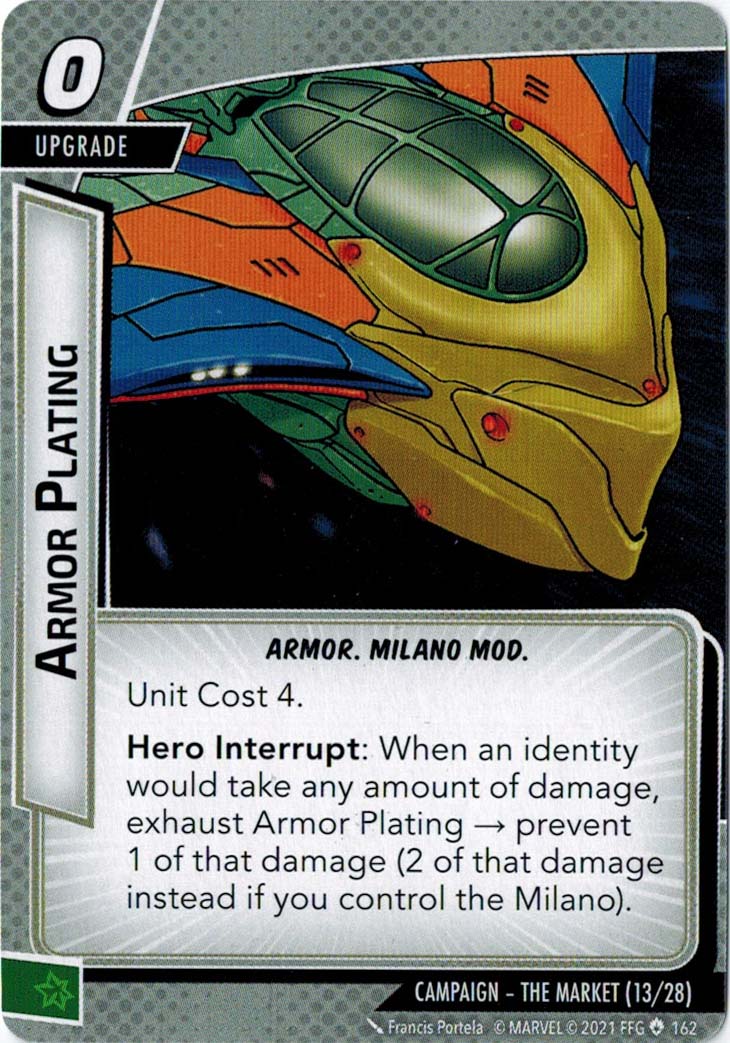 0
UPGRADE
ARMOR PLATING
ARMOR. MILANO MOD.
Unit Cost 4.
Hero Interrupt: When an identity
would take any amount of damage,
exhaust Armor Plating → prevent
1 of that damage (2 of that damage
instead if you control the Milano).
CAMPAIGN – THE MARKET (13/28)
Francis Portela © MARVEL © 2021 FFG 162